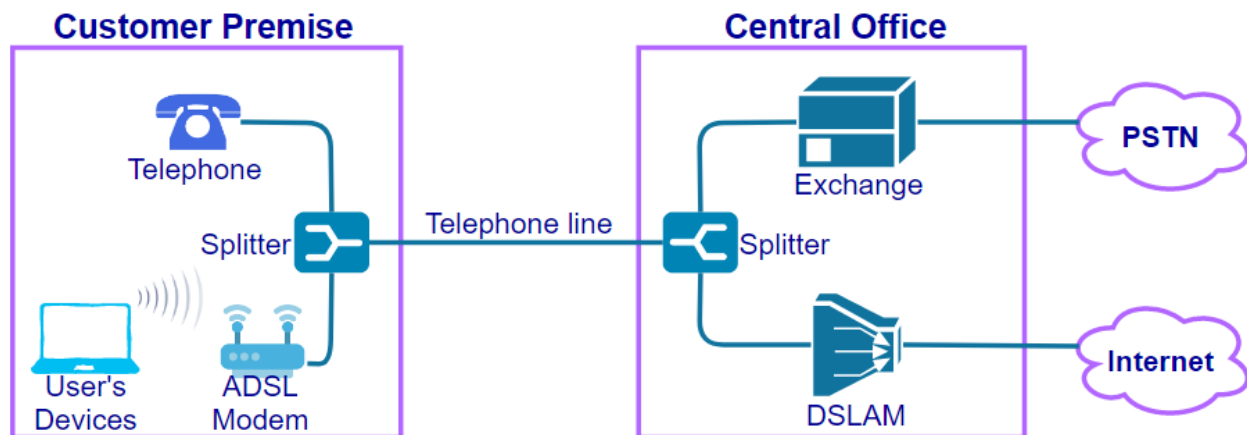 Customer Premise
Central Office
Telephone
Exchange
PSTN
Splitter
Telephone line
Splitter
User's
Devices
ADSL
Modem
DSLAM
Internet